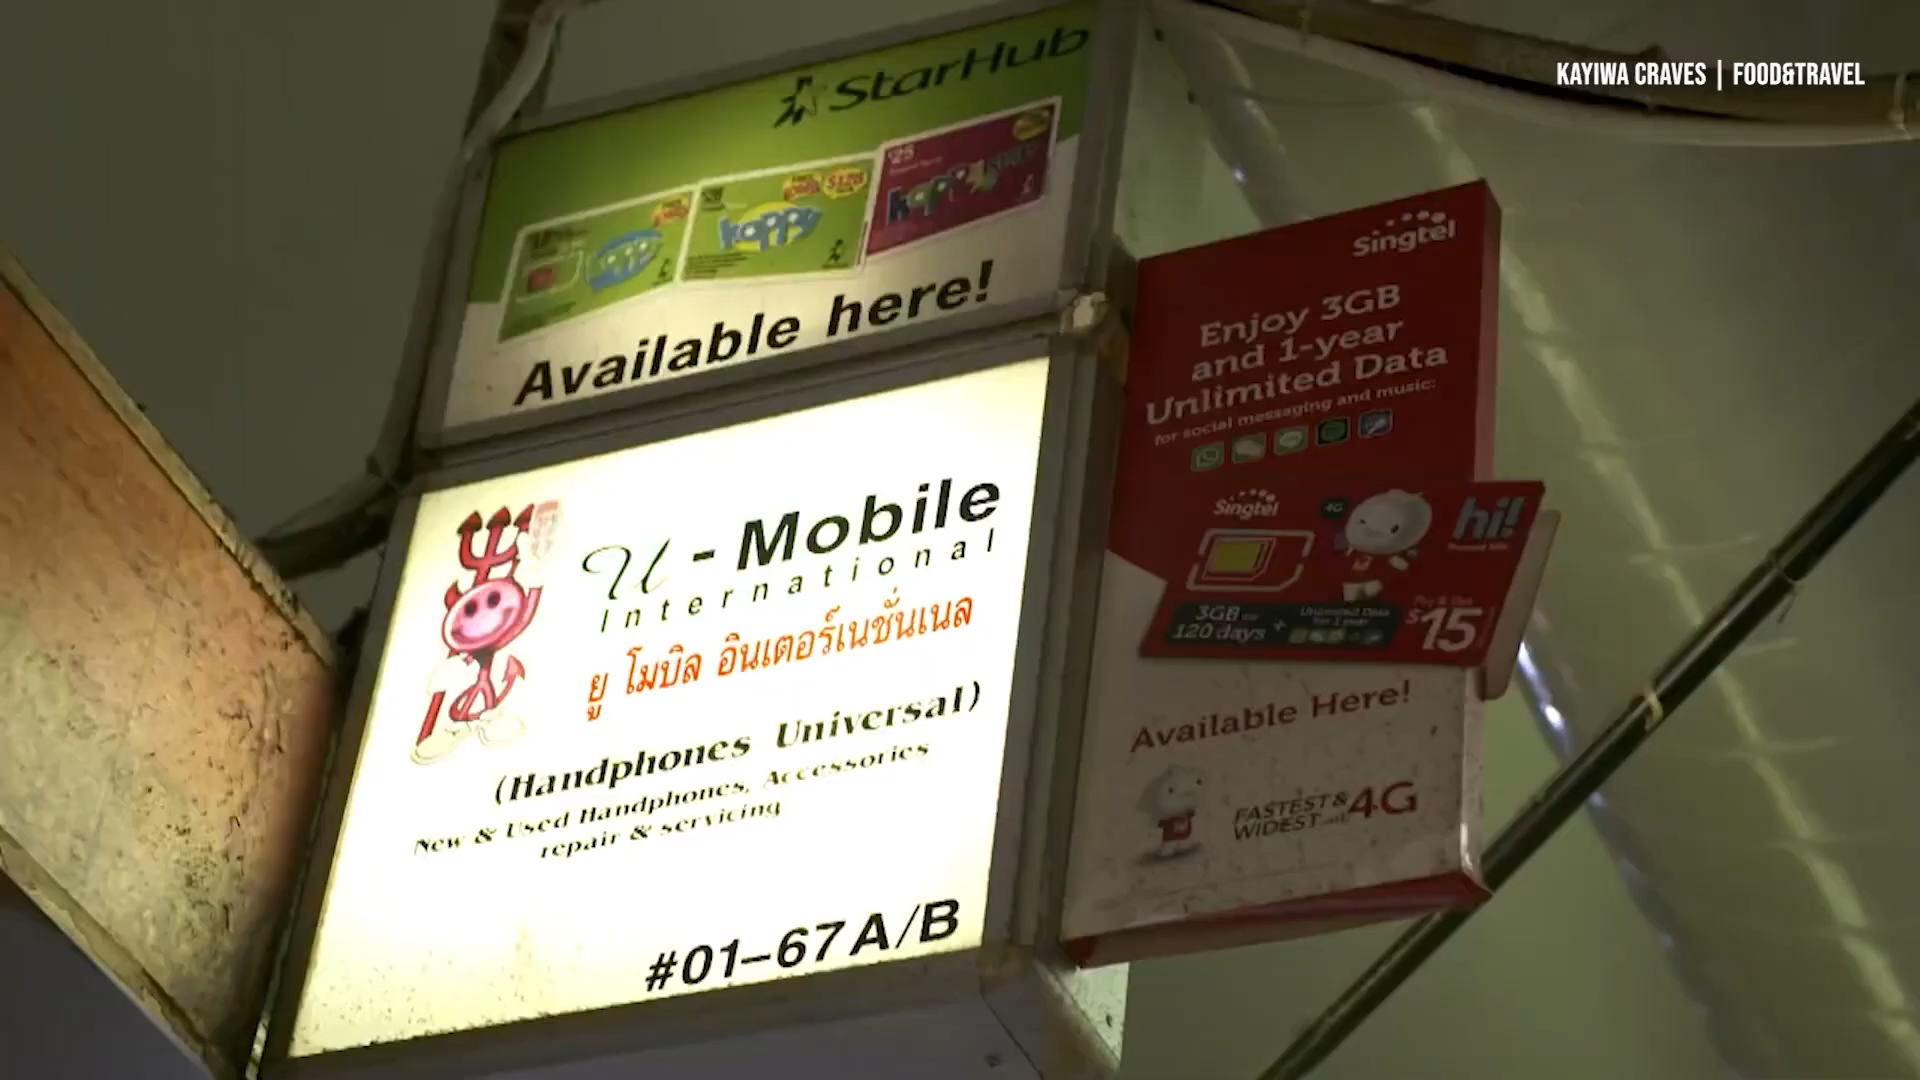 KAYIWA CRAVES | FOOD&TRAVEL
StarHub
$25
happy
Available here!
U - Mobile
International
ยู โมบิล อินเตอร์เนชั่นเนล
(Handphones Universal)
New & Used Handphones, Accessories
repair & servicing
#01-67A/B
Singtel
Enjoy 3GB
and 1-year
Unlimited Data
for social messaging and music:
Singtel
4G
hi!
3GB
120 days
+
Unlimited Data
for 1 year
$15
Available Here!
FASTEST &
WIDEST
4G